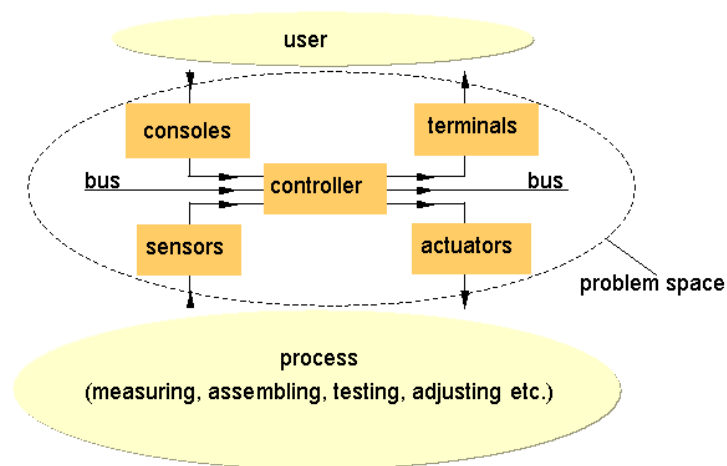 user
consoles
terminals
bus
controller
bus
sensors
actuators
problem space
process
(measuring, assembling, testing, adjusting etc.)